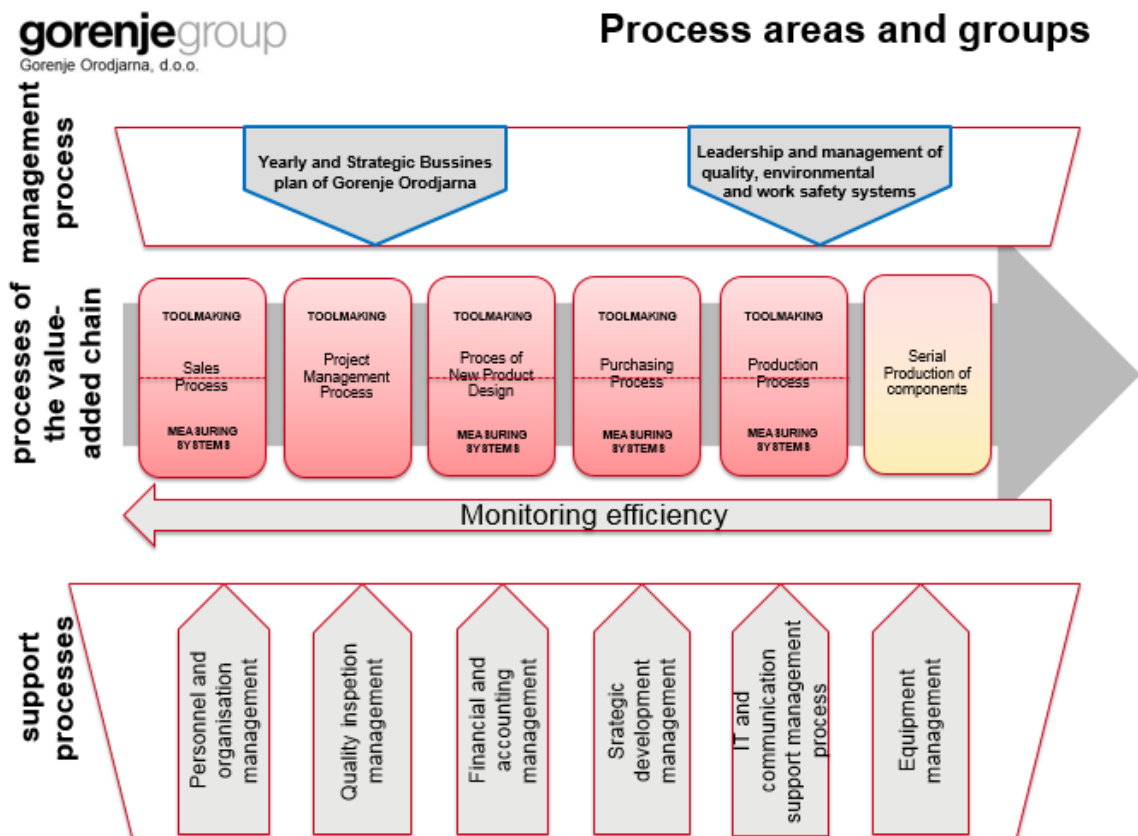 gorenjegroup
Gorenje Orodjarna, d.o.o.
Process areas and groups
management
process
Yearly and Strategic Bussines
plan of Gorenje Orodjarna
Leadership and management of
quality, environmental
and work safety systems
processes of
the value-
added chain
TOOLMAKING
Sales
Process
MEASURING
SYSTEMS
TOOLMAKING
Project
Management
Process
TOOLMAKING
Proces of
New Product
Design
MEASURING
SYSTEMS
TOOLMAKING
Purchasing
Process
MEASURING
SYSTEMS
TOOLMAKING
Production
Process
MEASURING
SYSTEMS
Serial
Production of
components
Monitoring efficiency
support
processes
Personnel and
organisation
management
Quality inspetion
management
Financial and
accounting
management
Srategic
development
management
IT and
communication
support management
process
Equipment
management